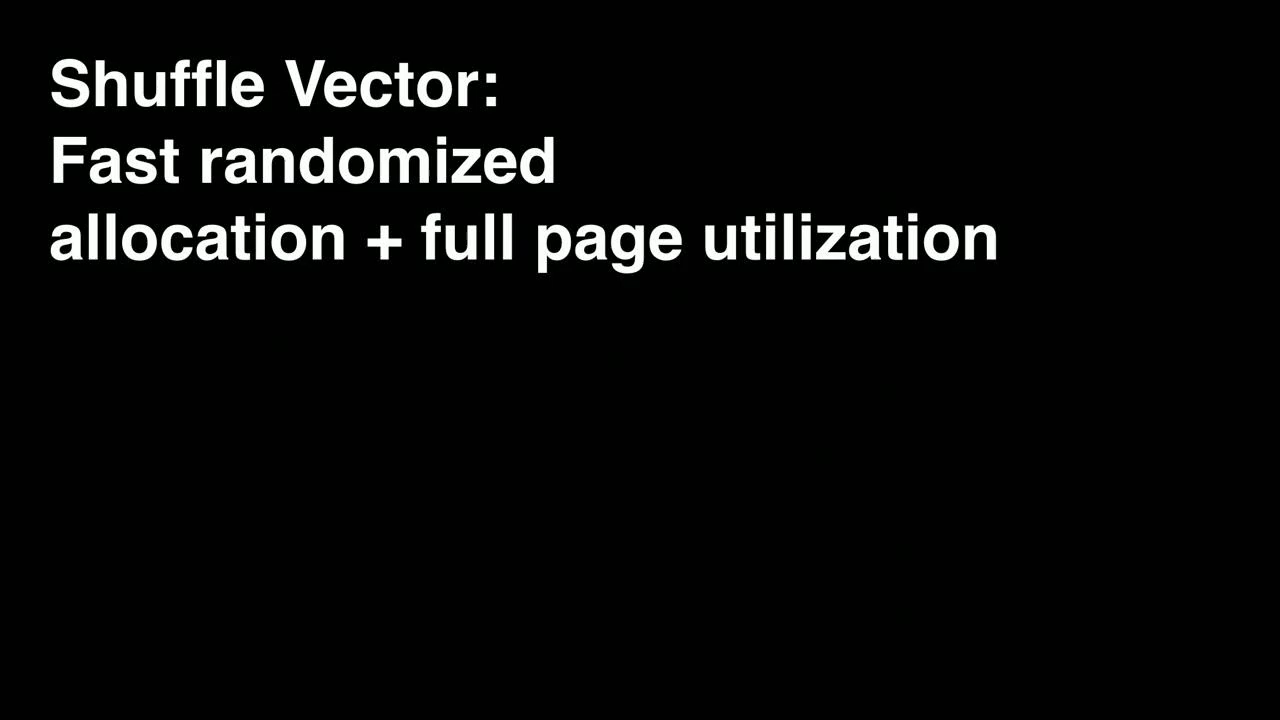 Shuffle Vector:
Fast randomized
allocation + full page utilization